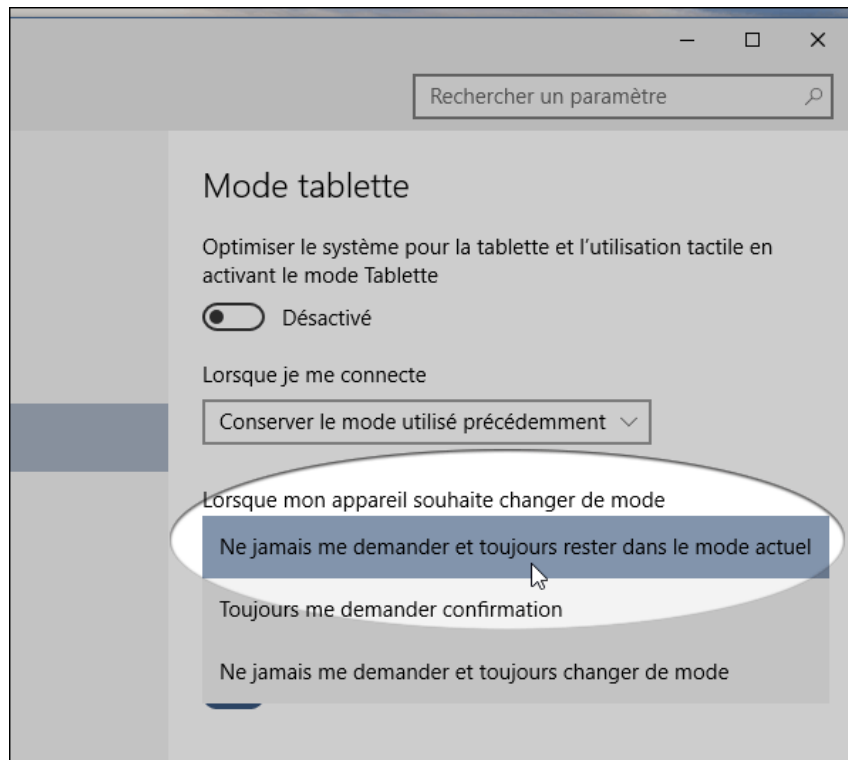 Rechercher un paramètre
Mode tablette
Optimiser le système pour la tablette et l'utilisation tactile en
activant le mode Tablette
Désactivé
Lorsque je me connecte
Conserver le mode utilisé précédemment
Lorsque mon appareil souhaite changer de mode
Ne jamais me demander et toujours rester dans le mode actuel
Toujours me demander confirmation
Ne jamais me demander et toujours changer de mode